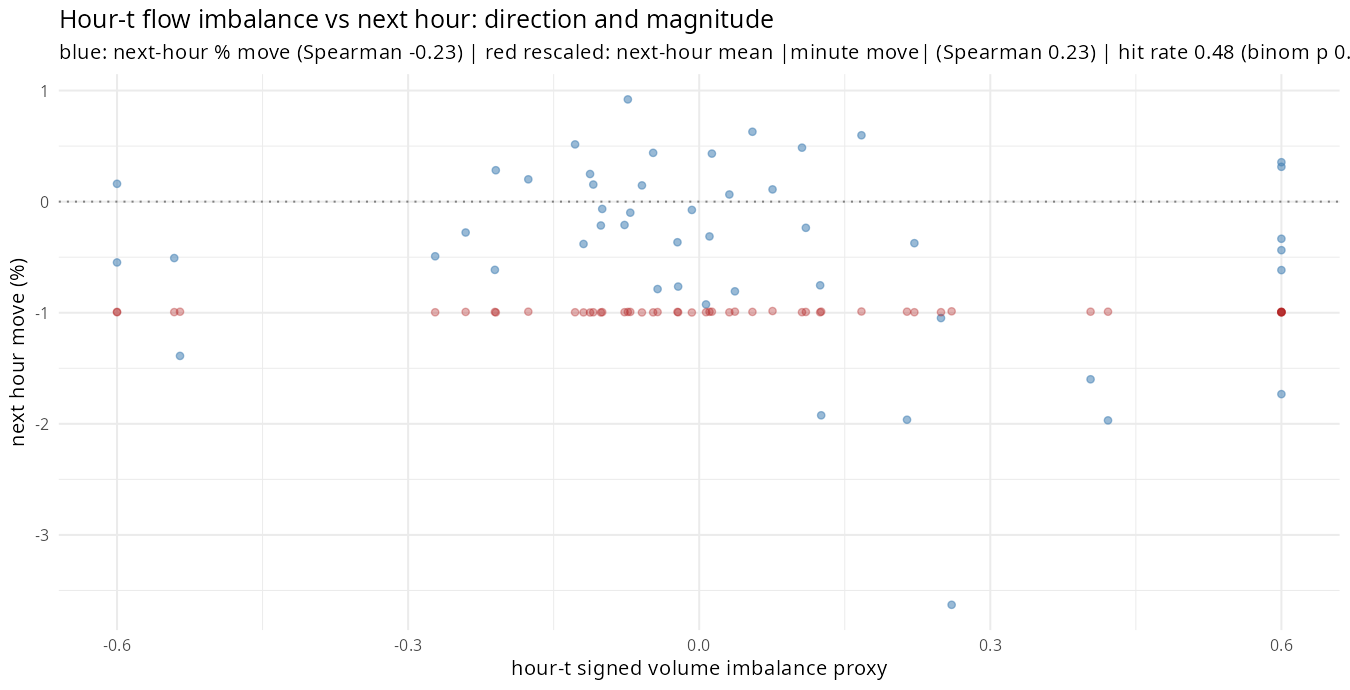 Hour-t flow imbalance vs next hour: direction and magnitude
blue: next-hour % move (Spearman -0.23) | red rescaled: next-hour mean |minute move| (Spearman 0.23) | hit rate 0.48 (binom p 0.
1
0
-1
-2
-3
next hour move (%)
-0.6
-0.3
0.0
0.3
0.6
hour-t signed volume imbalance proxy